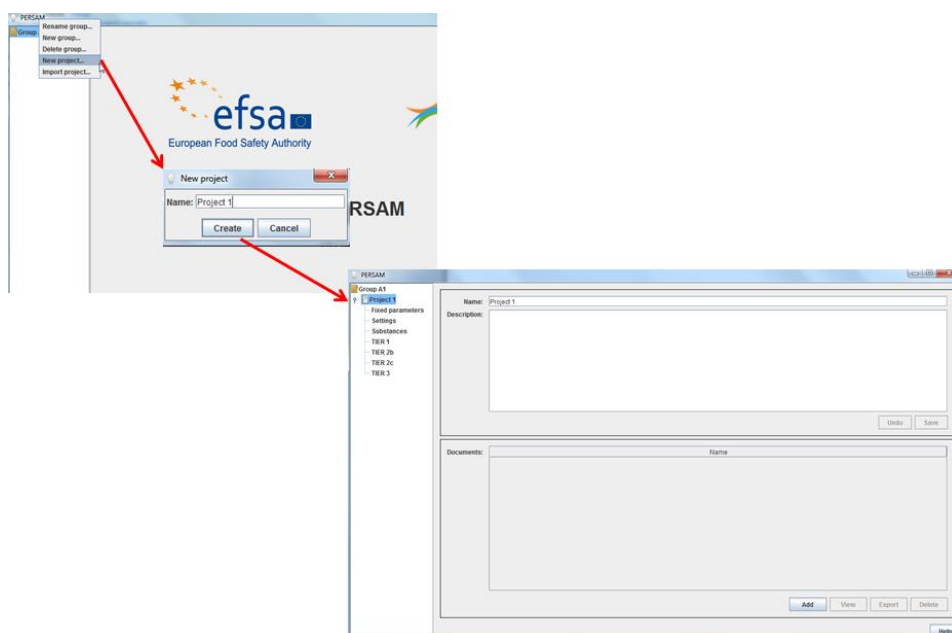 PERSAM
Group
Rename group...
New group...
Delete group...
New project...
Import project...
efsa
European Food Safety Authority
New project
Name: Project 1
RSAM
Create Cancel
PERSAM
Group A1
Project 1
Fixed parameters
Settings
Substances
TIER 1
TIER 2b
TIER 2c
TIER 3
Name: Project 1
Description:
Undo Save
Documents: Name
Add View Export Delete
Help